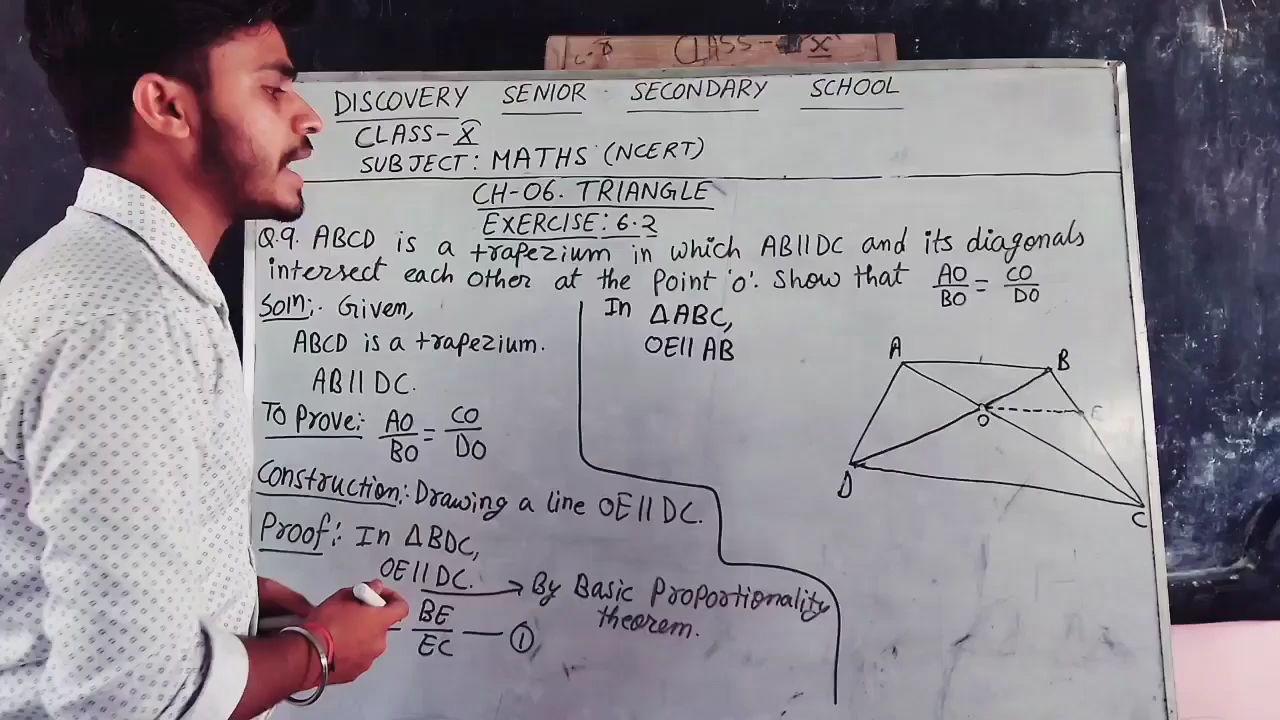 CLASS - X
DISCOVERY SENIOR SECONDARY SCHOOL
CLASS-X
SUBJECT: MATHS (NCERT)
CH-06. TRIANGLE
EXERCISE: 6.2
Q.9. ABCD is a trapezium in which AB||DC and its diagonals
intersect each other at the Point 'O'. Show that AO/BO = CO/DO
Soln:- Given,
ABCD is a trapezium.
AB||DC.
To Prove: AO/BO = CO/DO
Construction: Drawing a line OE||DC.
Proof:- In ΔBDC,
OE||DC. → By Basic Proportionality
theorem.
BE/EC — ①
In ΔABC,
OE||AB
A
B
O
E
D
C